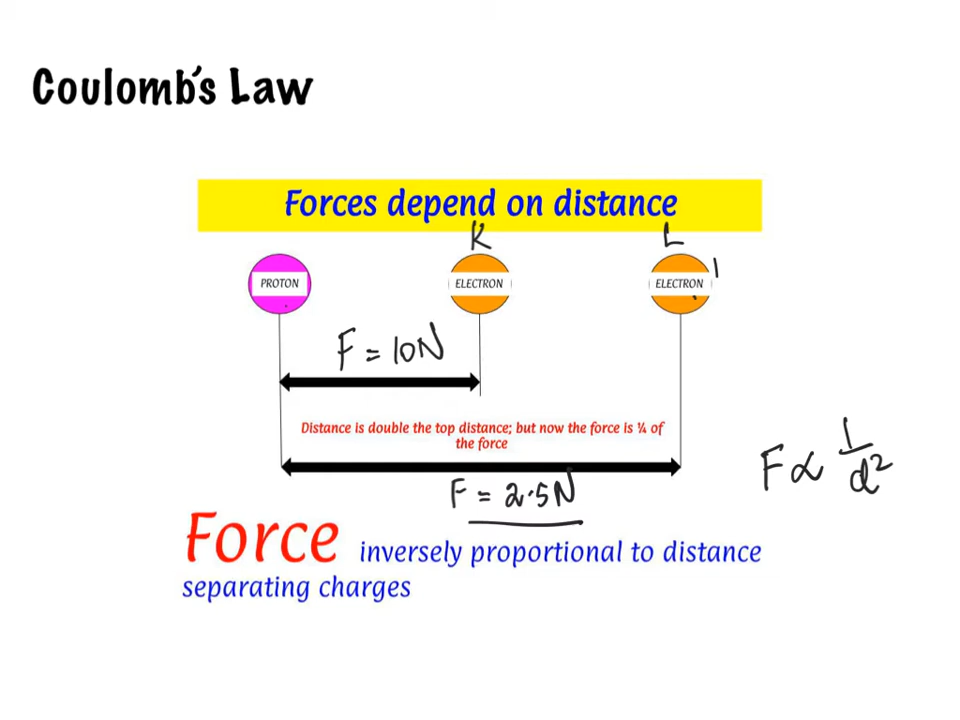 Coulomb's Law
Forces depend on distance
K L
PROTON ELECTRON ELECTRON
F = 10N
Distance is double the top distance; but now the force is ¼ of
the force
F ∝ 1/d²
F = 2.5N
Force inversely proportional to distance
separating charges